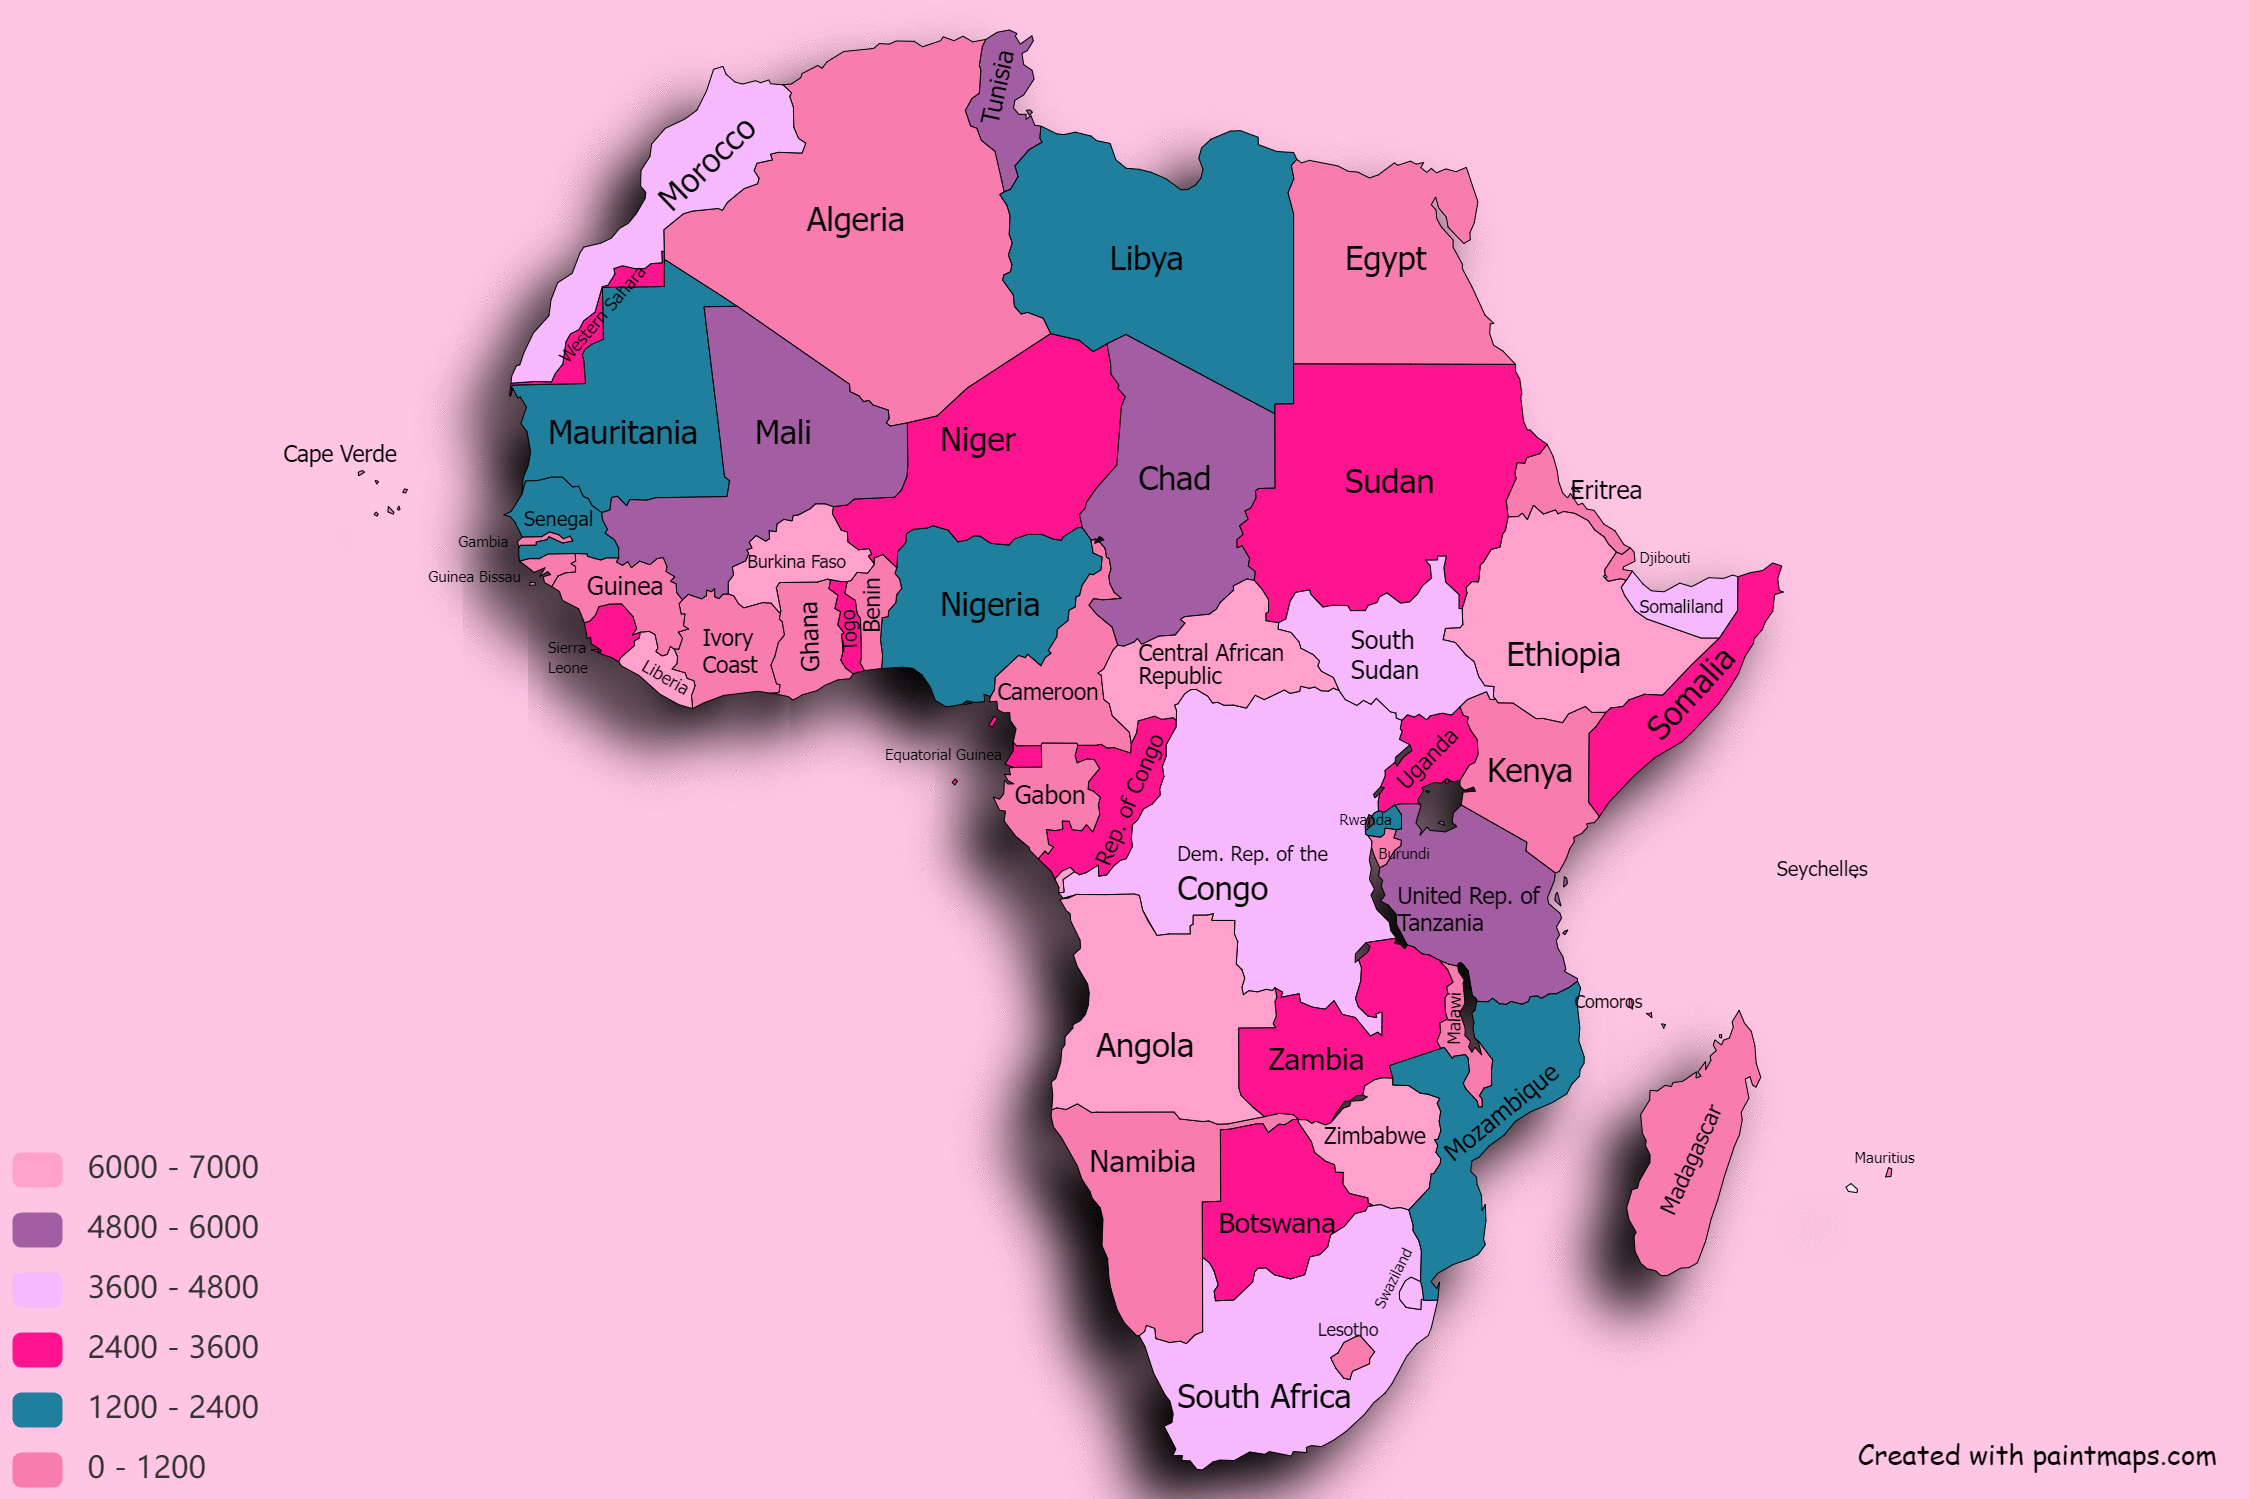 Tunisia
Morocco
Algeria
Libya
Egypt
Western Sahara
Mauritania
Mali
Niger
Chad
Sudan
Cape Verde
Eritrea
Senegal
Gambia
Guinea Bissau
Guinea
Burkina Faso
Benin
Togo
Ghana
Nigeria
Djibouti
Somaliland
Sierra
Leone
Liberia
Ivory
Coast
Cameroon
Central African
Republic
South
Sudan
Ethiopia
Somalia
Equatorial Guinea
Gabon
Rep. of Congo
Uganda
Kenya
Rwanda
Burundi
Dem. Rep. of the
Congo
United Rep. of
Tanzania
Seychelles
Comoros
Angola
Zambia
Malawi
Mozambique
Madagascar
Mauritius
Namibia
Zimbabwe
Botswana
Swaziland
Lesotho
South Africa
6000 - 7000
4800 - 6000
3600 - 4800
2400 - 3600
1200 - 2400
0 - 1200
Created with paintmaps.com